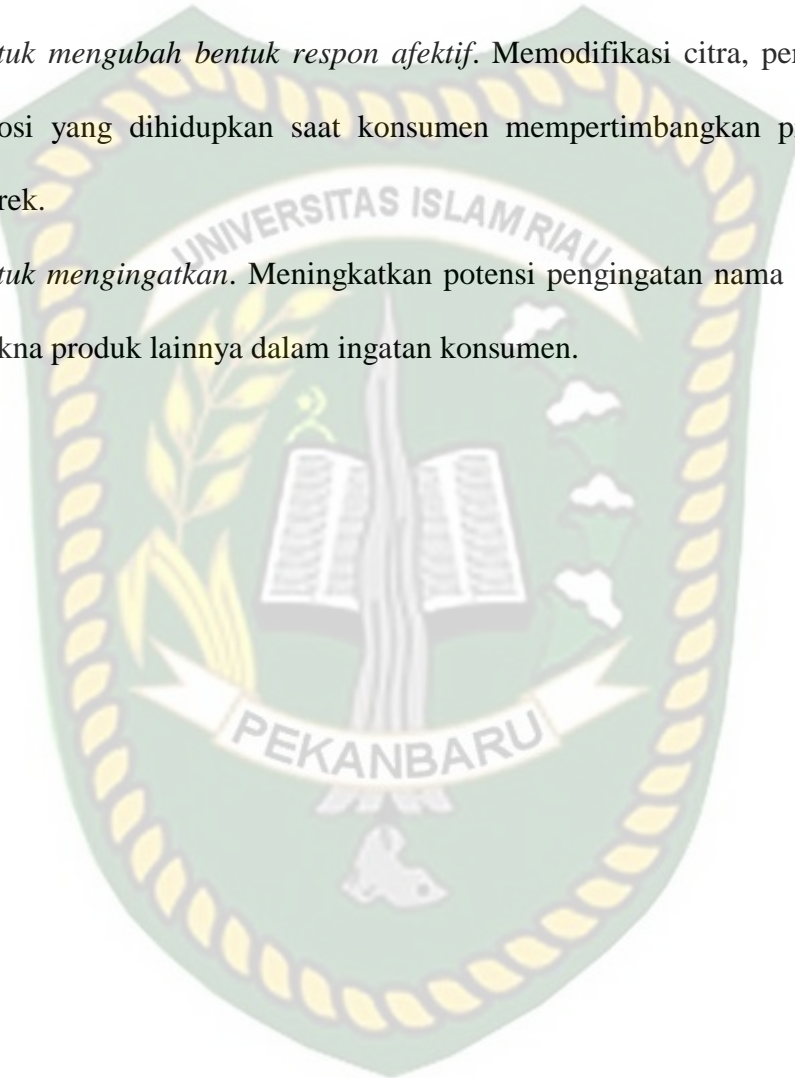 tuk mengubah bentuk respon afektif. Memodifikasi citra, per
osi yang dihidupkan saat konsumen mempertimbangkan p
rek.
UNIVERSITAS ISLAM RIAU
tuk mengingatkan. Meningkatkan potensi pengingatan nama
kna produk lainnya dalam ingatan konsumen.
PEKANBARU